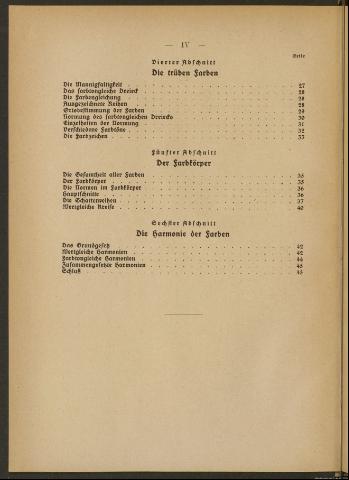 — IV —
Seite
Vierter Abschnitt
Die trüben Farben
Die Mannigfaltigkeit 27
Das farbtongleiche Dreieck 28
Die Farbengleichung 28
Ausgezeichnete Reihen 28
Ortsbestimmung der Farben 29
Normung des farbtongleichen Dreiecks 30
Einzelheiten der Normung 31
Verschiedene Farbtöne 32
Die Farbzeichen 33
Fünfter Abschnitt
Der Farbkörper
Die Gesamtheit aller Farben 35
Der Farbkörper 35
Die Normen im Farbkörper 36
Hauptschnitte 36
Die Schattenreihen 37
Wertgleiche Kreise 40
Sechster Abschnitt
Die Harmonie der Farben
Das Grundgesetz 42
Wertgleiche Harmonien 42
Farbtongleiche Harmonien 44
Zusammengesetzte Harmonien 45
Schluß 45